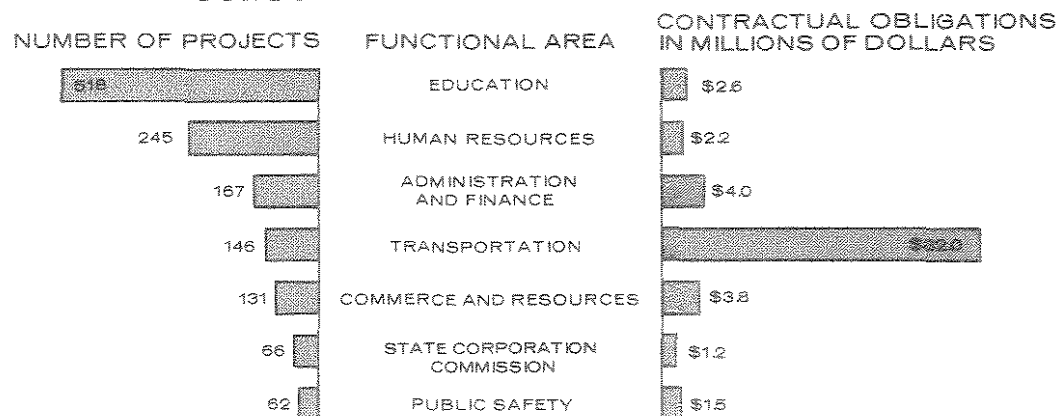 NUMBER OF PROJECTS
FUNCTIONAL AREA
CONTRACTUAL OBLIGATIONS
IN MILLIONS OF DOLLARS
518 EDUCATION $2.6
245 HUMAN RESOURCES $2.2
167 ADMINISTRATION
AND FINANCE $4.0
146 TRANSPORTATION
131 COMMERCE AND RESOURCES $3.8
66 STATE CORPORATION
COMMISSION $1.2
62 PUBLIC SAFETY $1.5